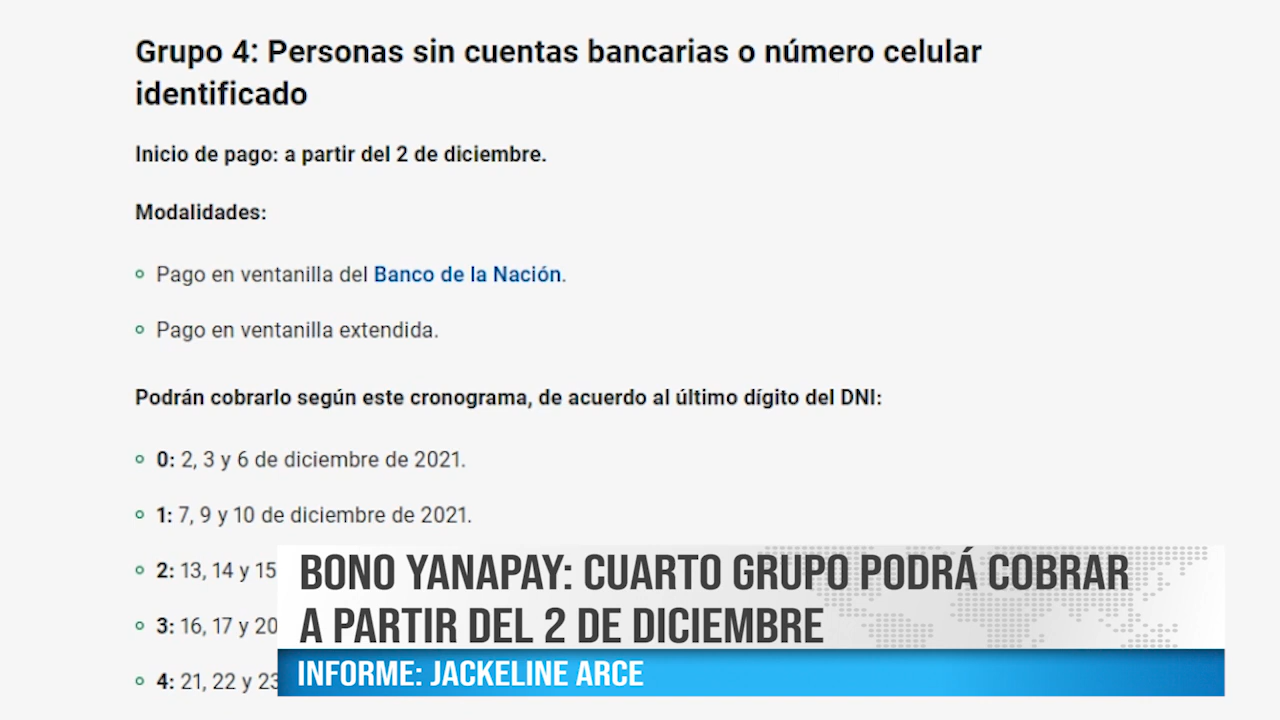 Grupo 4: Personas sin cuentas bancarias o número celular
identificado
Inicio de pago: a partir del 2 de diciembre.
Modalidades:
Pago en ventanilla del Banco de la Nación.
Pago en ventanilla extendida.
Podrán cobrarlo según este cronograma, de acuerdo al último dígito del DNI:
0: 2, 3 y 6 de diciembre de 2021.
1: 7, 9 y 10 de diciembre de 2021.
2: 13, 14 y 15
3: 16, 17 y 20
4: 21, 22 y 23
BONO YANAPAY: CUARTO GRUPO PODRÁ COBRAR
A PARTIR DEL 2 DE DICIEMBRE
INFORME: JACKELINE ARCE